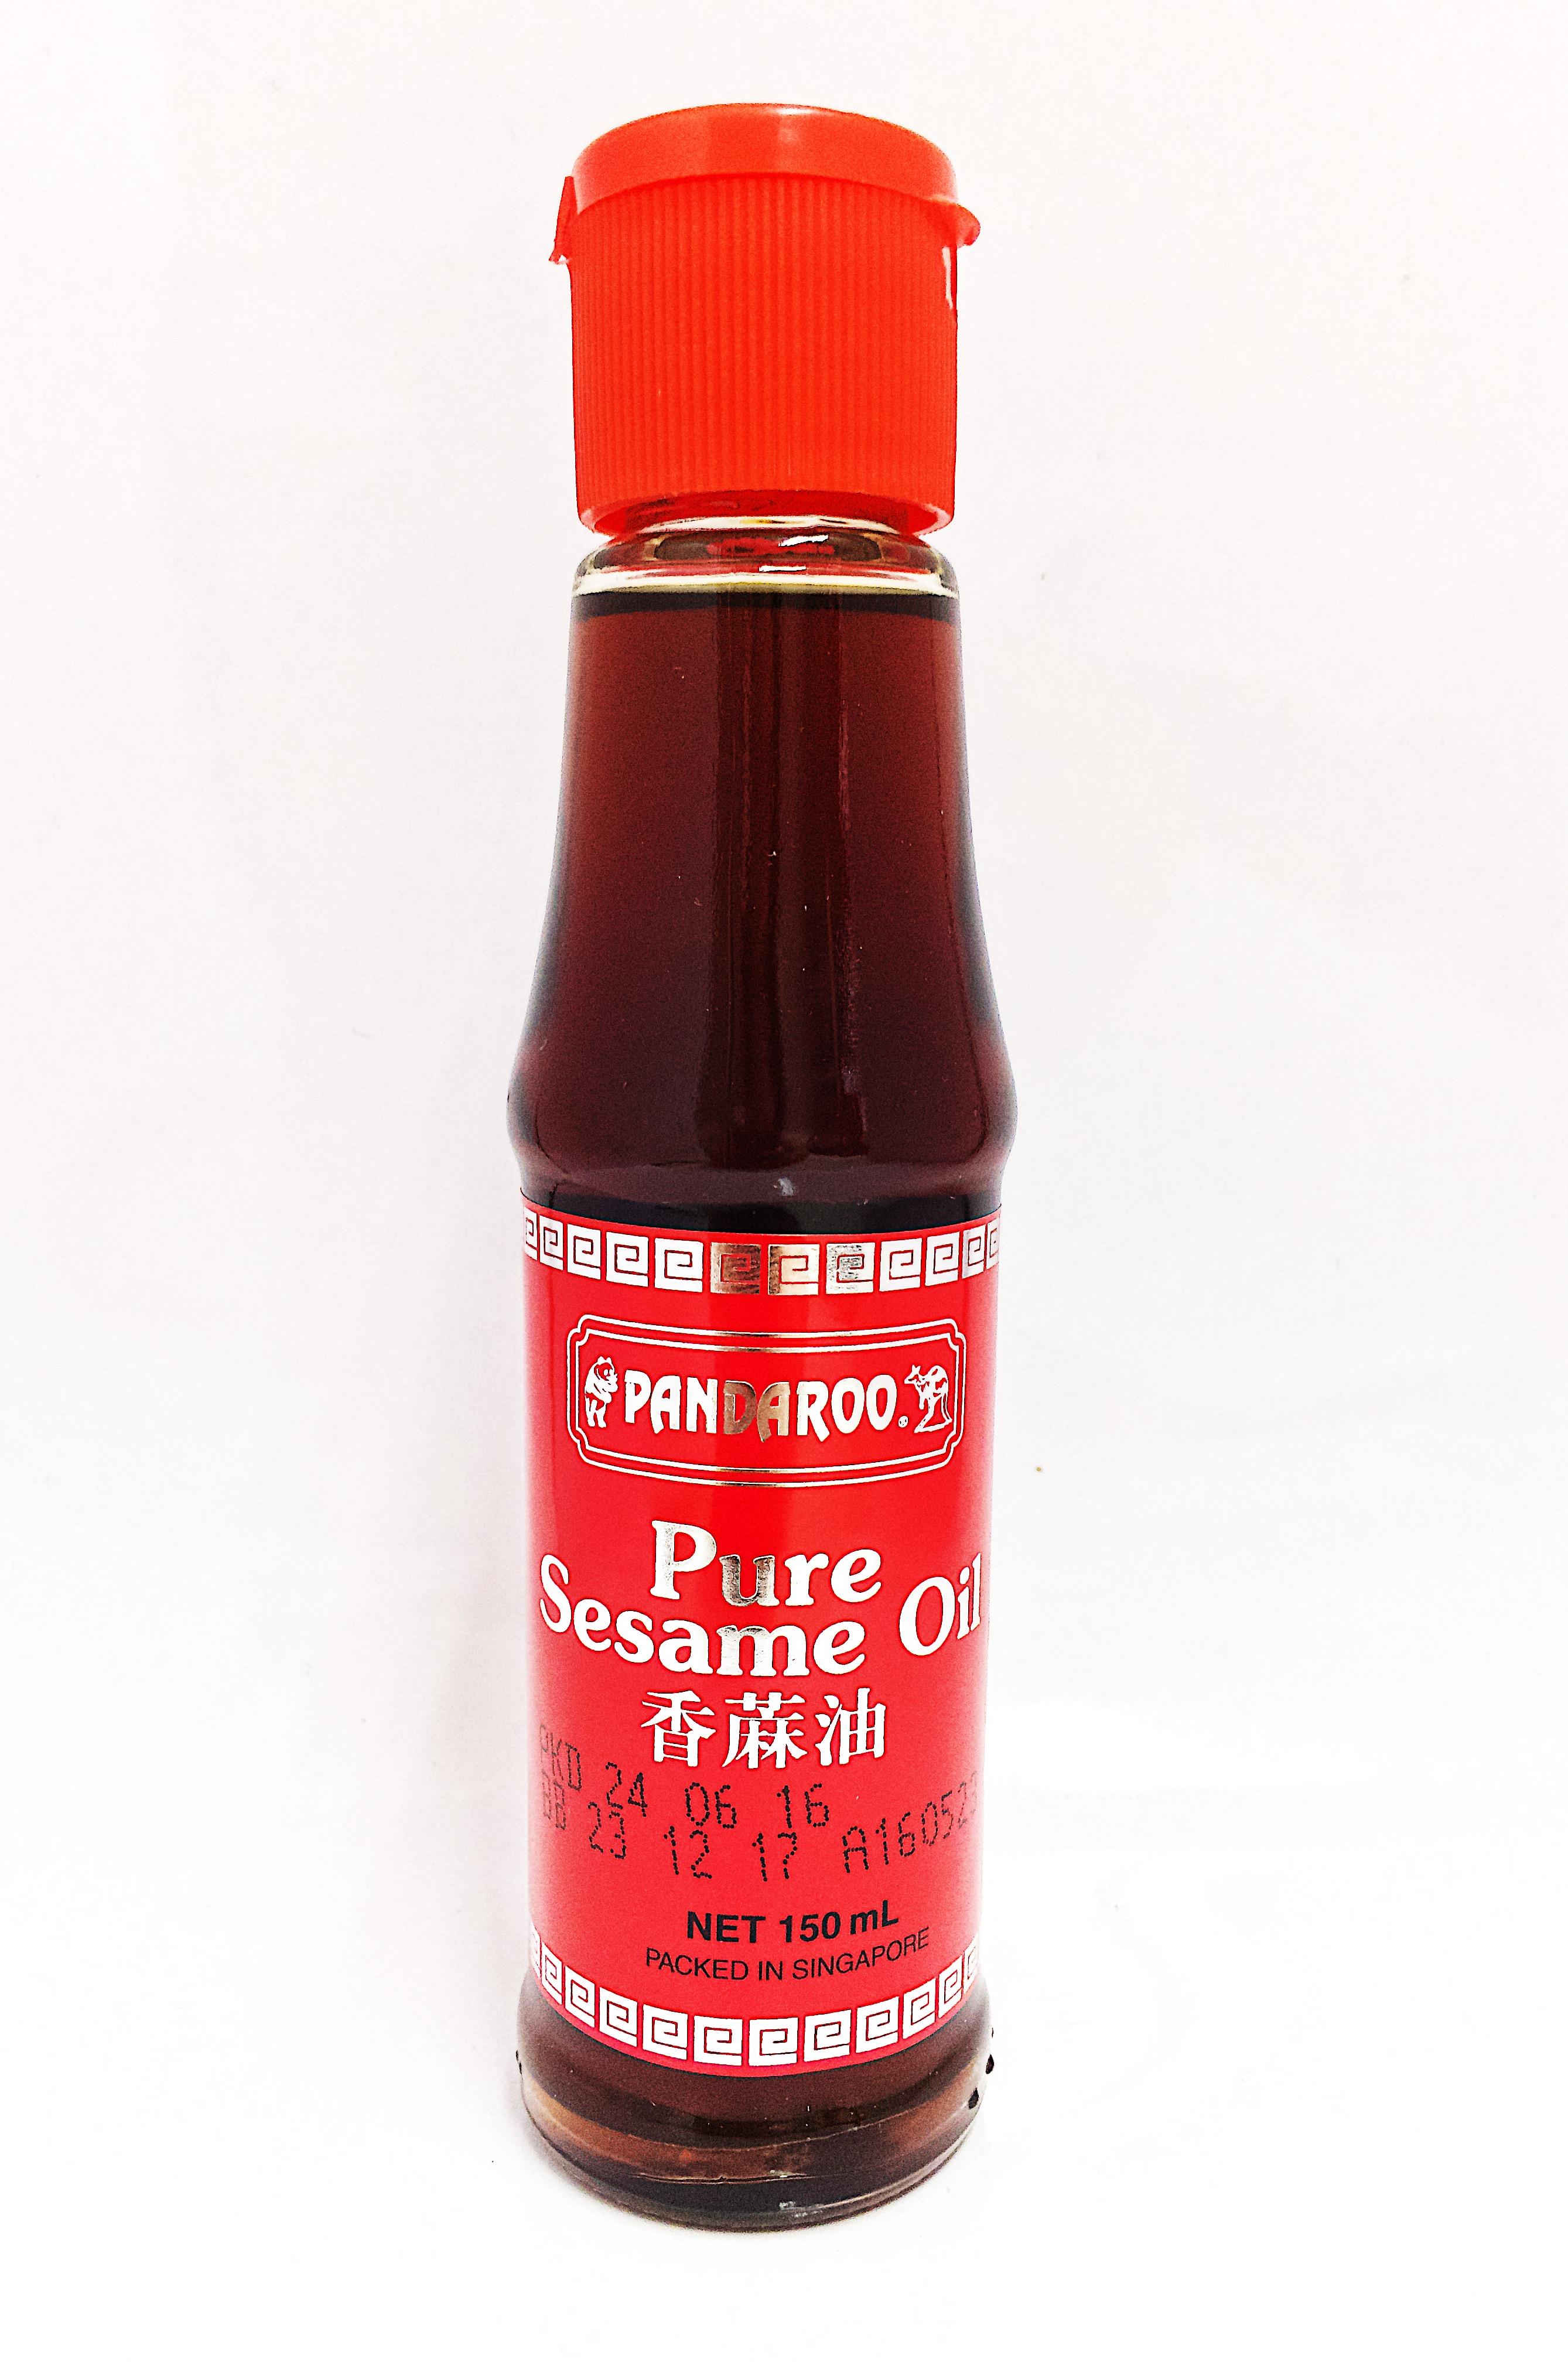 PANDAROO
Pure
Sesame Oil
香蔴油
PKD 24 06 16
BB 23 12 17 A160523
NET 150 mL
PACKED IN SINGAPORE